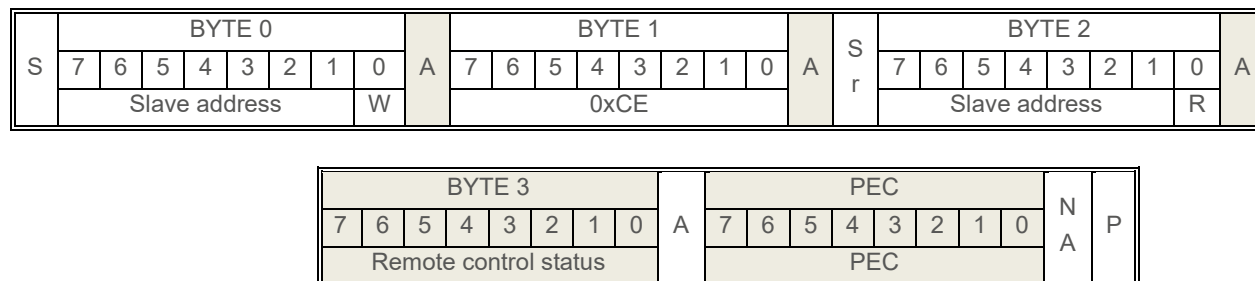 BYTE 0 BYTE 1 BYTE 2
S 7 6 5 4 3 2 1 0 A 7 6 5 4 3 2 1 0 A Sr 7 6 5 4 3 2 1 0 A
Slave address W 0xCE Slave address R
BYTE 3 PEC
7 6 5 4 3 2 1 0 A 7 6 5 4 3 2 1 0 NA P
Remote control status PEC